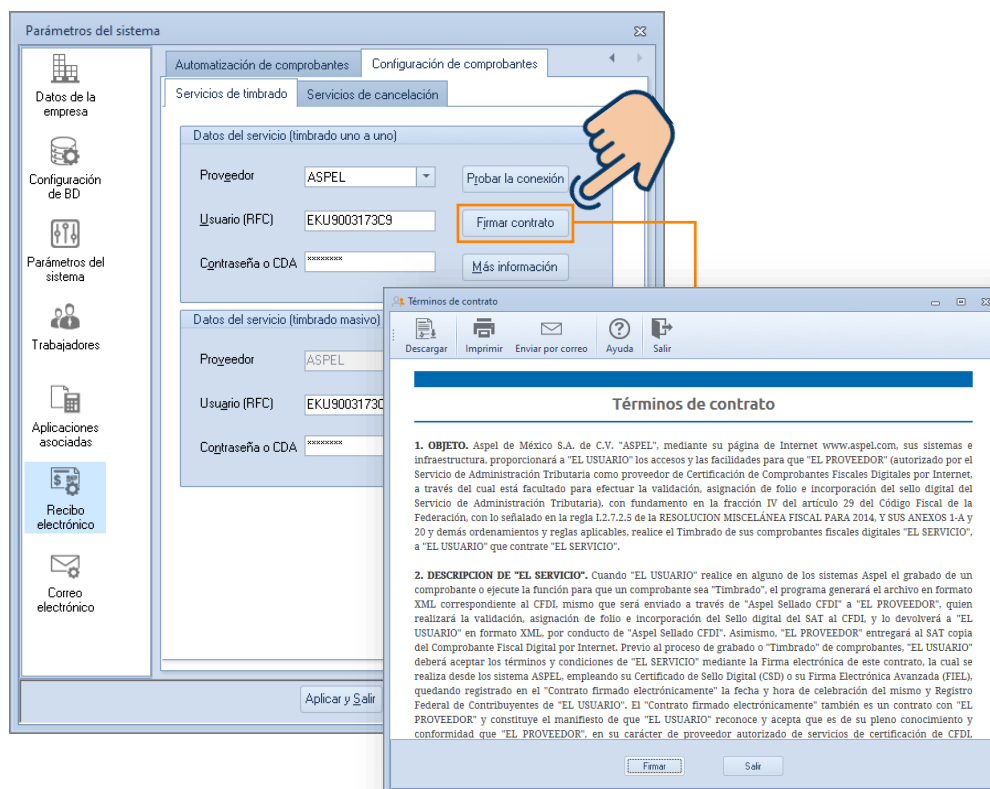 Parámetros del sistema
Datos de la
empresa
Configuración
de BD
Parámetros del
sistema
Trabajadores
Aplicaciones
asociadas
Recibo
electrónico
Correo
electrónico
Automatización de comprobantes
Configuración de comprobantes
Servicios de timbrado
Servicios de cancelación
Datos del servicio (timbrado uno a uno)
Proveedor
ASPEL
Probar la conexión
Usuario (RFC)
EKU9003173C9
Firmar contrato
Contraseña o CDA
********
Más información
Datos del servicio (timbrado masivo)
Proveedor
ASPEL
Usuario (RFC)
EKU9003173C
Contraseña o CDA
********
Aplicar y Salir
Términos de contrato
Descargar
Imprimir
Enviar por correo
Ayuda
Salir
Términos de contrato
1. OBJETO. Aspel de México S.A. de C.V. "ASPEL", mediante su página de Internet www.aspel.com, sus sistemas e
infraestructura, proporcionará a "EL USUARIO" los accesos y las facilidades para que "EL PROVEEDOR" (autorizado por el
Servicio de Administración Tributaria como proveedor de Certificación de Comprobantes Fiscales Digitales por Internet,
a través del cual está facultado para efectuar la validación, asignación de folio e incorporación del sello digital del
Servicio de Administración Tributaria), con fundamento en la fracción IV del artículo 29 del Código Fiscal de la
Federación, con lo señalado en la regla I.2.7.2.5 de la RESOLUCION MISCELÁNEA FISCAL PARA 2014, Y SUS ANEXOS 1-A y
20 y demás ordenamientos y reglas aplicables, realice el Timbrado de sus comprobantes fiscales digitales "EL SERVICIO",
a "EL USUARIO" que contrate "EL SERVICIO".
2. DESCRIPCION DE "EL SERVICIO". Cuando "EL USUARIO" realice en alguno de los sistemas Aspel el grabado de un
comprobante o ejecute la función para que un comprobante sea "Timbrado", el programa generará el archivo en formato
XML correspondiente al CFDI, mismo que será enviado a través de "Aspel Sellado CFDI" a "EL PROVEEDOR", quien
realizará la validación, asignación de folio e incorporación del Sello digital del SAT al CFDI, y lo devolverá a "EL
USUARIO" en formato XML, por conducto de "Aspel Sellado CFDI". Asimismo, "EL PROVEEDOR" entregará al SAT copia
del Comprobante Fiscal Digital por Internet. Previo al proceso de grabado o "Timbrado" de comprobantes, "EL USUARIO"
deberá aceptar los términos y condiciones de "EL SERVICIO" mediante la Firma electrónica de este contrato, la cual se
realiza desde los sistema ASPEL, empleando su Certificado de Sello Digital (CSD) o su Firma Electrónica Avanzada (FIEL),
quedando registrado en el "Contrato firmado electrónicamente" la fecha y hora de celebración del mismo y Registro
Federal de Contribuyentes de "EL USUARIO". El "Contrato firmado electrónicamente" también es un contrato con "EL
PROVEEDOR" y constituye el manifiesto de que "EL USUARIO" reconoce y acepta que es de su pleno conocimiento y
conformidad que "EL PROVEEDOR", en su carácter de proveedor autorizado de servicios de certificación de CFDI,
Firmar
Salir